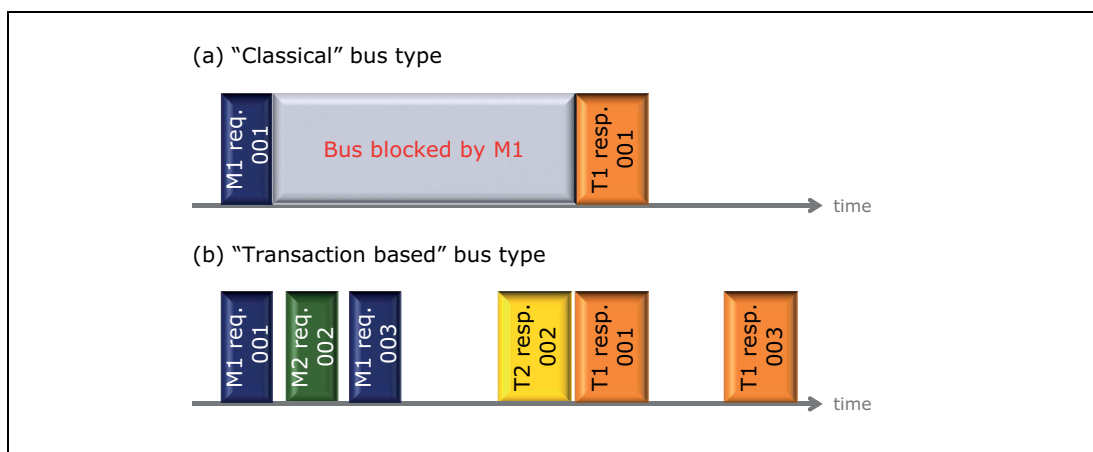 (a) “Classical” bus type
M1 req.
001
Bus blocked by M1
T1 resp.
001
time
(b) “Transaction based” bus type
M1 req.
001
M2 req.
002
M1 req.
003
T2 resp.
002
T1 resp.
001
T1 resp.
003
time